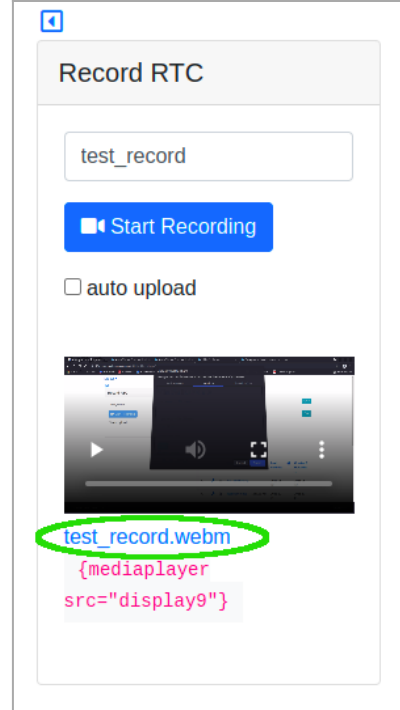 Record RTC
test_record
Start Recording
auto upload
test_record.webm
{mediaplayer
src="display9"}